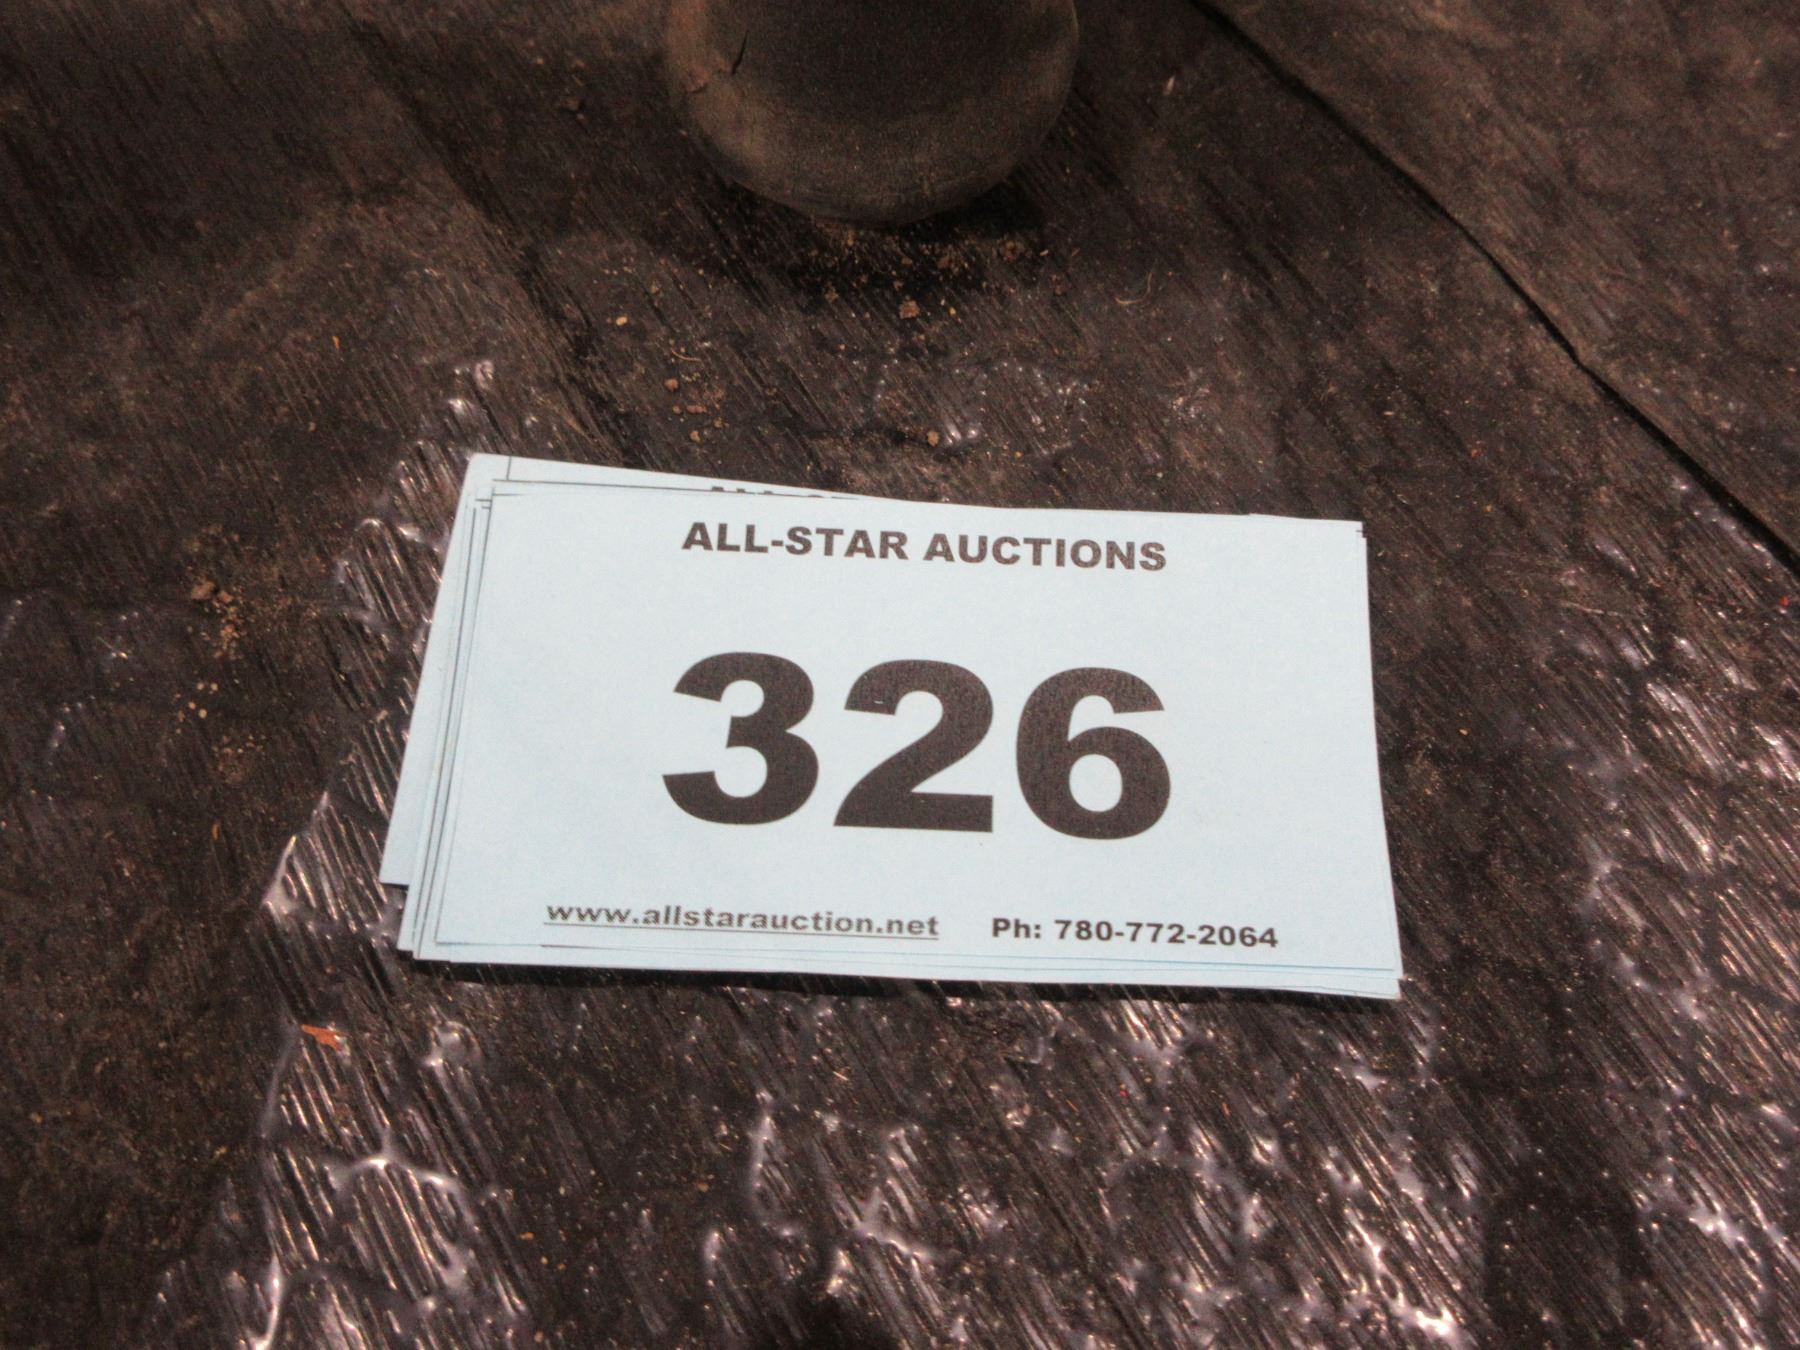 ALL-STAR AUCTIONS
326
www.allstarauction.net Ph: 780-772-2064